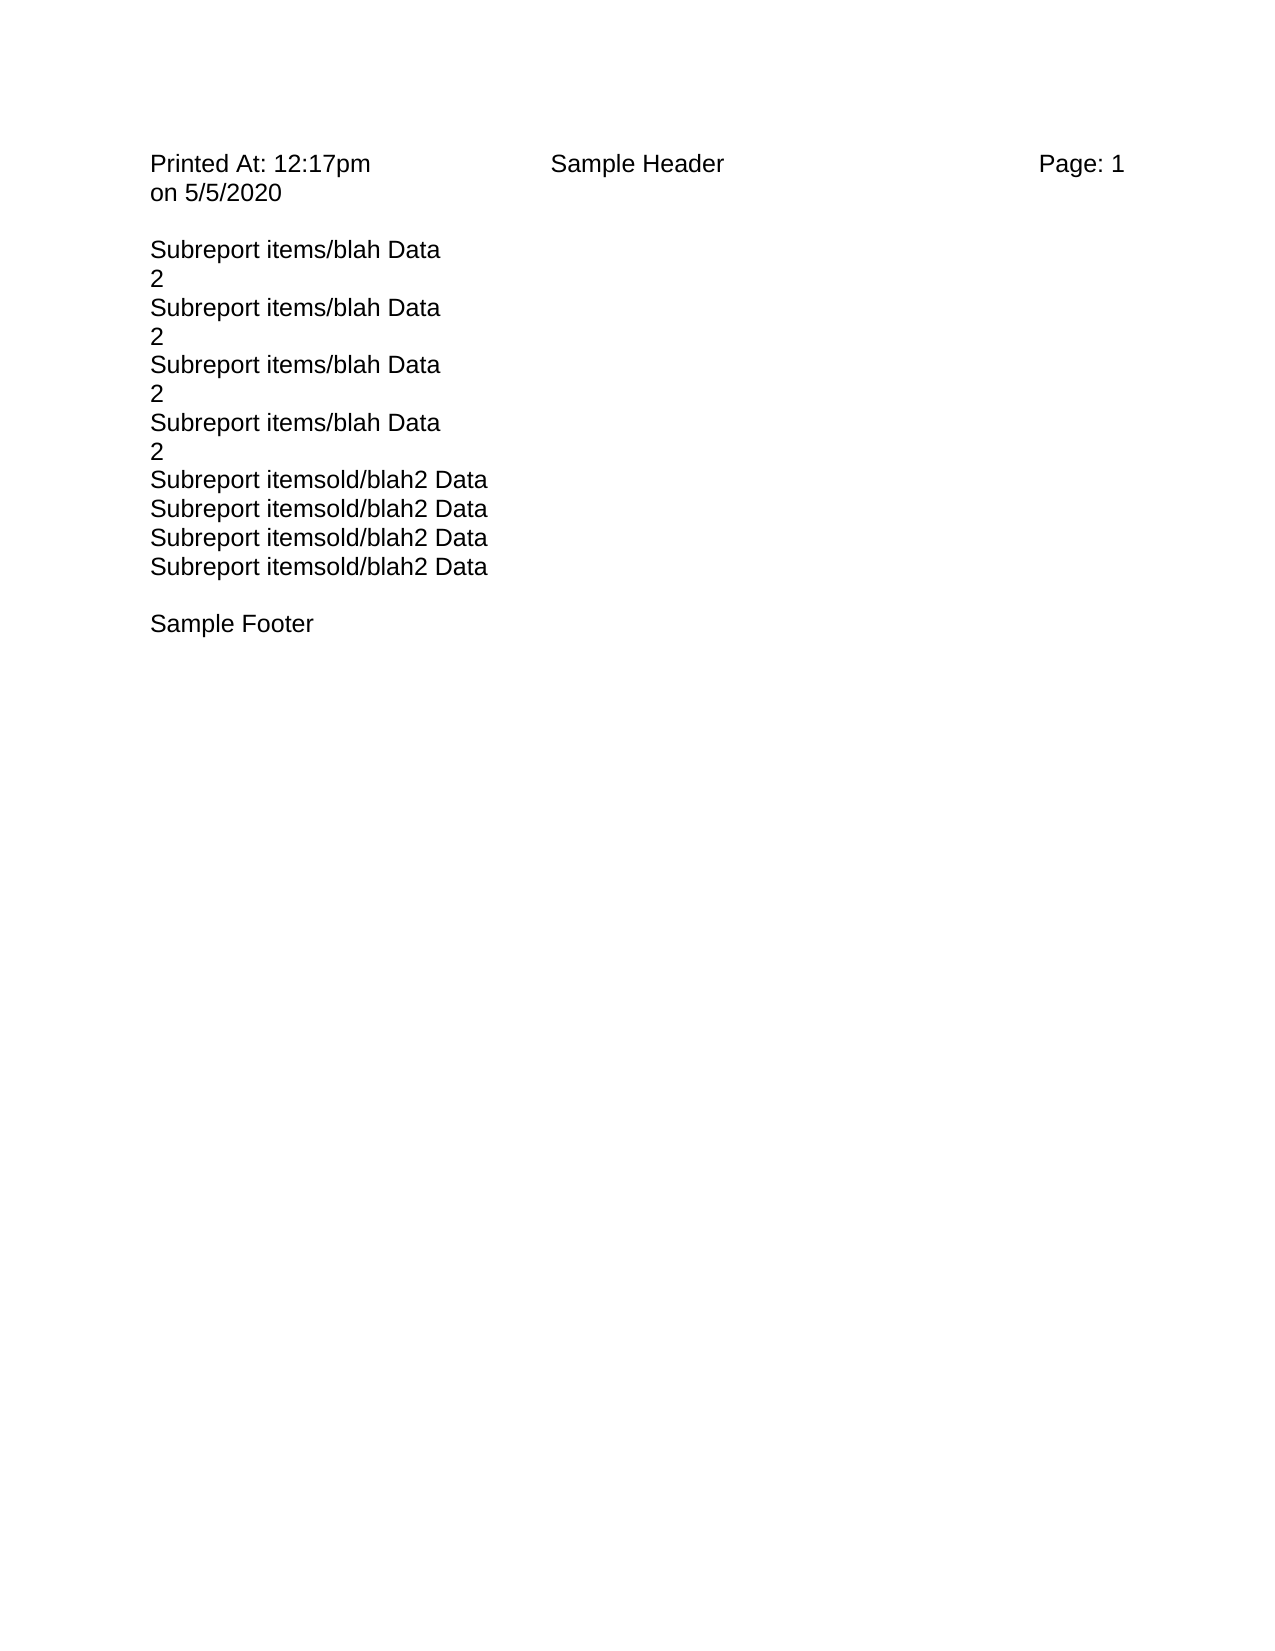 Printed At: 12:17pm Sample Header Page: 1
on 5/5/2020
Subreport items/blah Data
2
Subreport items/blah Data
2
Subreport items/blah Data
2
Subreport items/blah Data
2
Subreport itemsold/blah2 Data
Subreport itemsold/blah2 Data
Subreport itemsold/blah2 Data
Subreport itemsold/blah2 Data
Sample Footer